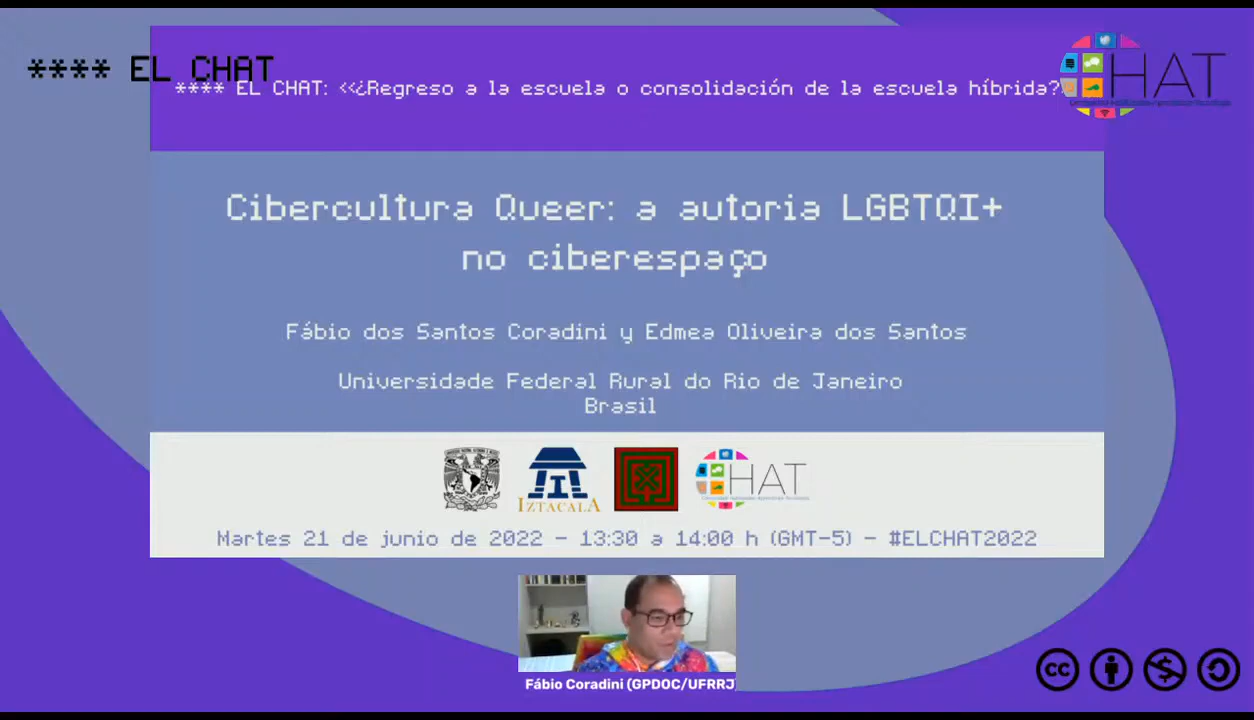 **** EL CHAT
**** EL CHAT: <<¿Regreso a la escuela o consolidación de la escuela híbrida?
HAT
Cibercultura Queer: a autoria LGBTQI+
no ciberespaço
Fábio dos Santos Coradini y Edmea Oliveira dos Santos
Universidade Federal Rural do Rio de Janeiro
Brasil
IZTACALA
HAT
Martes 21 de junio de 2022 - 13:30 a 14:00 h (GMT-5) - #ELCHAT2022
Fábio Coradini (GPDOC/UFRRJ)
cc